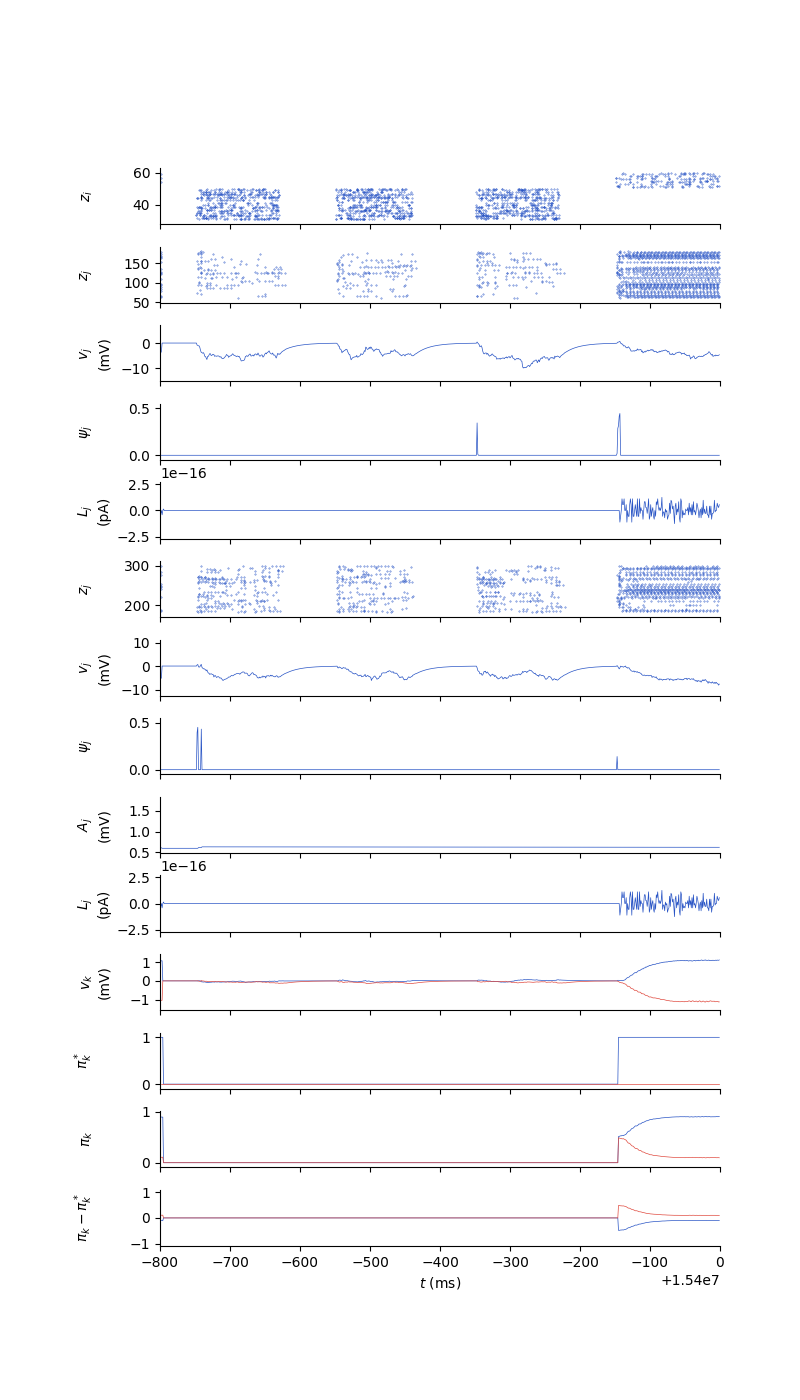 60
40
z_i
150
100
50
z_j
0
−10
v_j
(mV)
0.5
0.0
ψ_j
1e−16
2.5
0.0
−2.5
L_j
(pA)
300
200
z_j
10
0
−10
v_j
(mV)
0.5
0.0
ψ_j
1.5
1.0
0.5
A_j
(mV)
1e−16
2.5
0.0
−2.5
L_j
(pA)
1
0
−1
v_k
(mV)
1
0
π_k^*
1
0
π_k
1
0
−1
π_k − π_k^*
−800 −700 −600 −500 −400 −300 −200 −100 0
t (ms)
+1.54e7